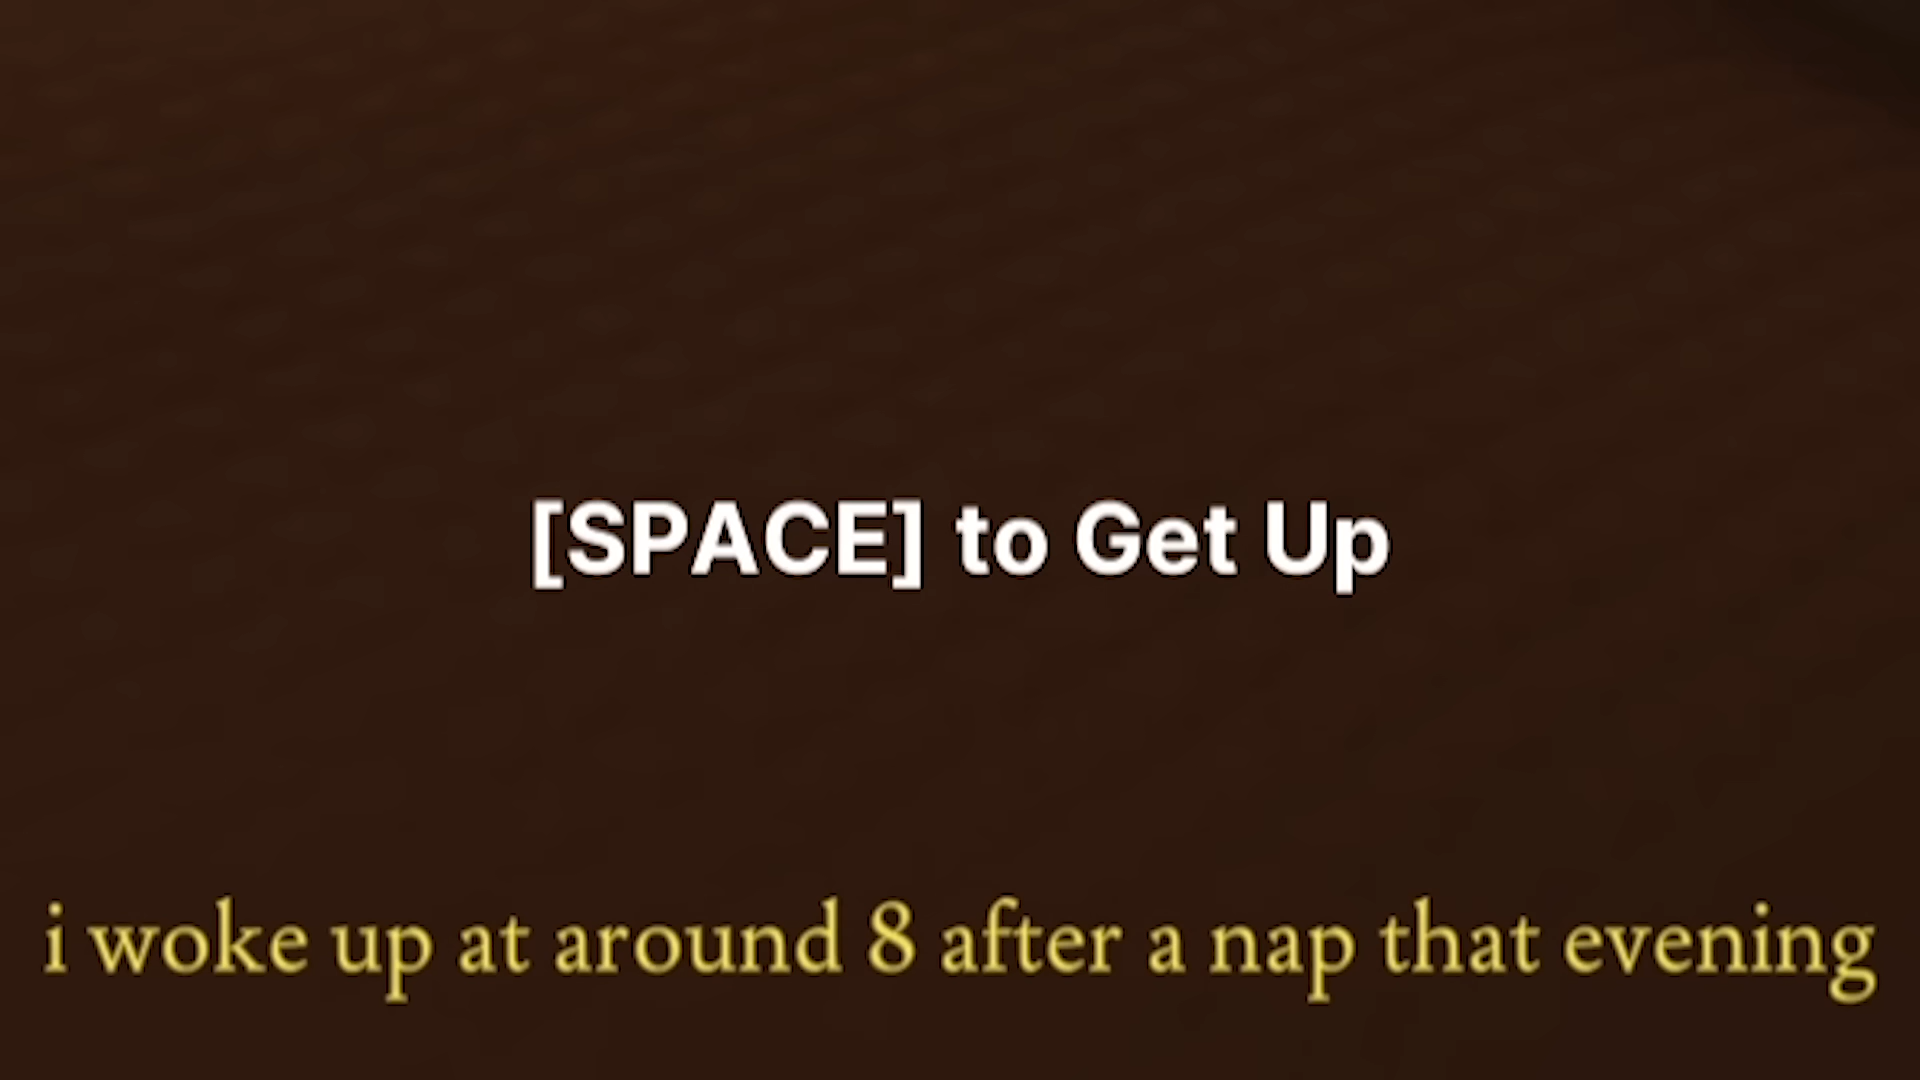 [SPACE] to Get Up
i woke up at around 8 after a nap that evening